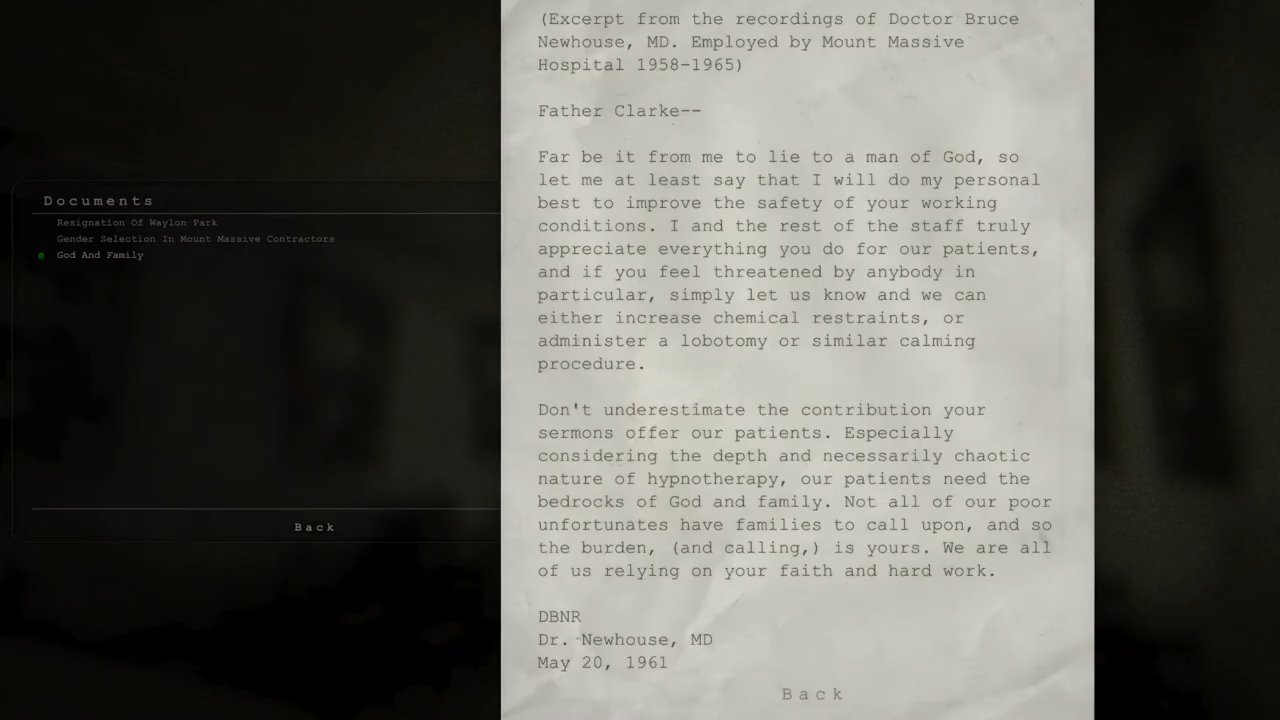 Documents
Resignation Of Waylon Park
Gender Selection In Mount Massive Contractors
God And Family
Back
(Excerpt from the recordings of Doctor Bruce
Newhouse, MD. Employed by Mount Massive
Hospital 1958-1965)
Father Clarke--
Far be it from me to lie to a man of God, so
let me at least say that I will do my personal
best to improve the safety of your working
conditions. I and the rest of the staff truly
appreciate everything you do for our patients,
and if you feel threatened by anybody in
particular, simply let us know and we can
either increase chemical restraints, or
administer a lobotomy or similar calming
procedure.
Don't underestimate the contribution your
sermons offer our patients. Especially
considering the depth and necessarily chaotic
nature of hypnotherapy, our patients need the
bedrocks of God and family. Not all of our poor
unfortunates have families to call upon, and so
the burden, (and calling,) is yours. We are all
of us relying on your faith and hard work.
DBNR
Dr. Newhouse, MD
May 20, 1961
Back